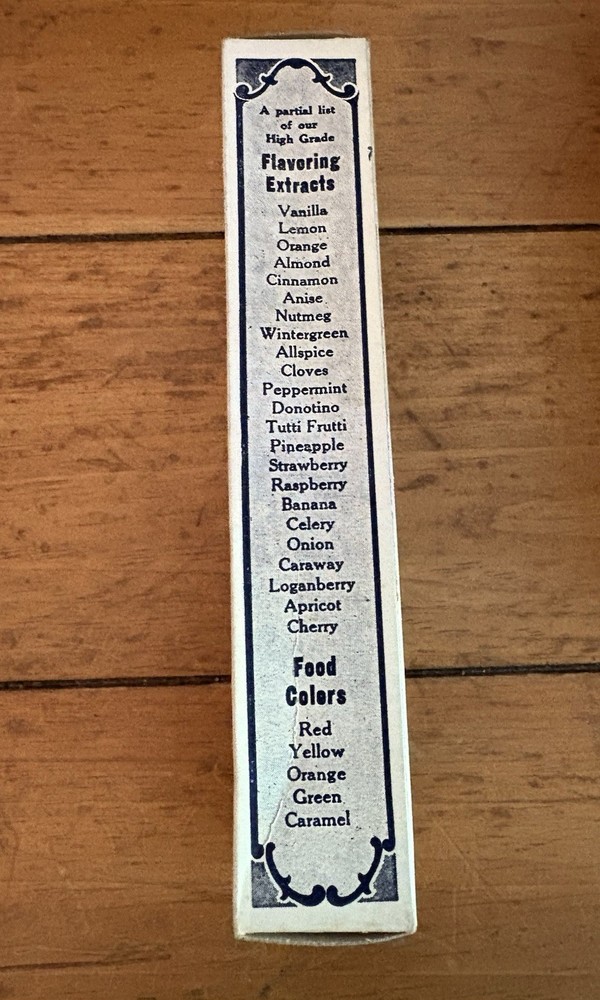 A partial list
of our
High Grade
Flavoring
Extracts
Vanilla
Lemon
Orange
Almond
Cinnamon
Anise
Nutmeg
Wintergreen
Allspice
Cloves
Peppermint
Donotino
Tutti Frutti
Pineapple
Strawberry
Raspberry
Banana
Celery
Onion
Caraway
Loganberry
Apricot
Cherry
Food
Colors
Red
Yellow
Orange
Green
Caramel